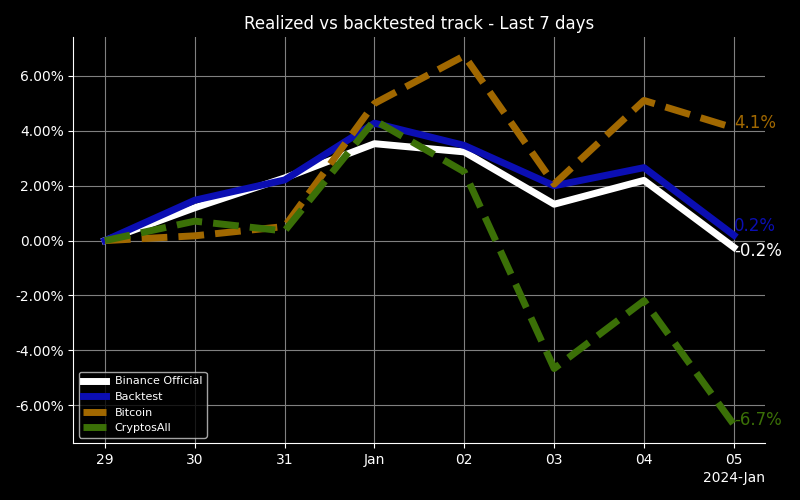 Realized vs backtested track - Last 7 days
6.00%
4.00%
2.00%
0.00%
-2.00%
-4.00%
-6.00%
4.1%
0.2%
-0.2%
-6.7%
Binance Official
Backtest
Bitcoin
CryptosAll
29 30 31 Jan 02 03 04 05
2024-Jan